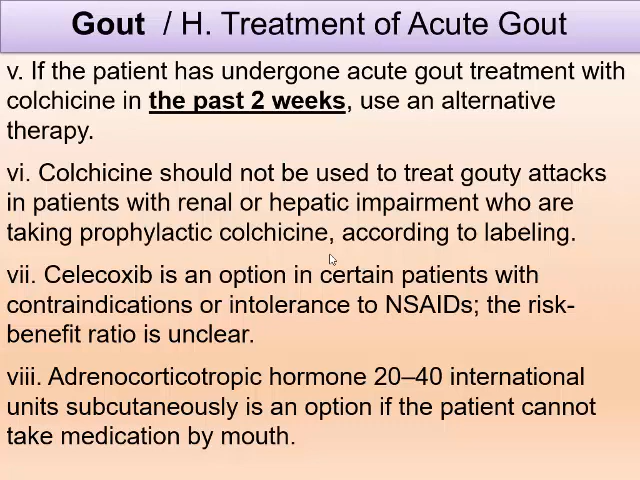 Gout / H. Treatment of Acute Gout
v. If the patient has undergone acute gout treatment with
colchicine in the past 2 weeks, use an alternative
therapy.
vi. Colchicine should not be used to treat gouty attacks
in patients with renal or hepatic impairment who are
taking prophylactic colchicine, according to labeling.
vii. Celecoxib is an option in certain patients with
contraindications or intolerance to NSAIDs; the risk-
benefit ratio is unclear.
viii. Adrenocorticotropic hormone 20–40 international
units subcutaneously is an option if the patient cannot
take medication by mouth.